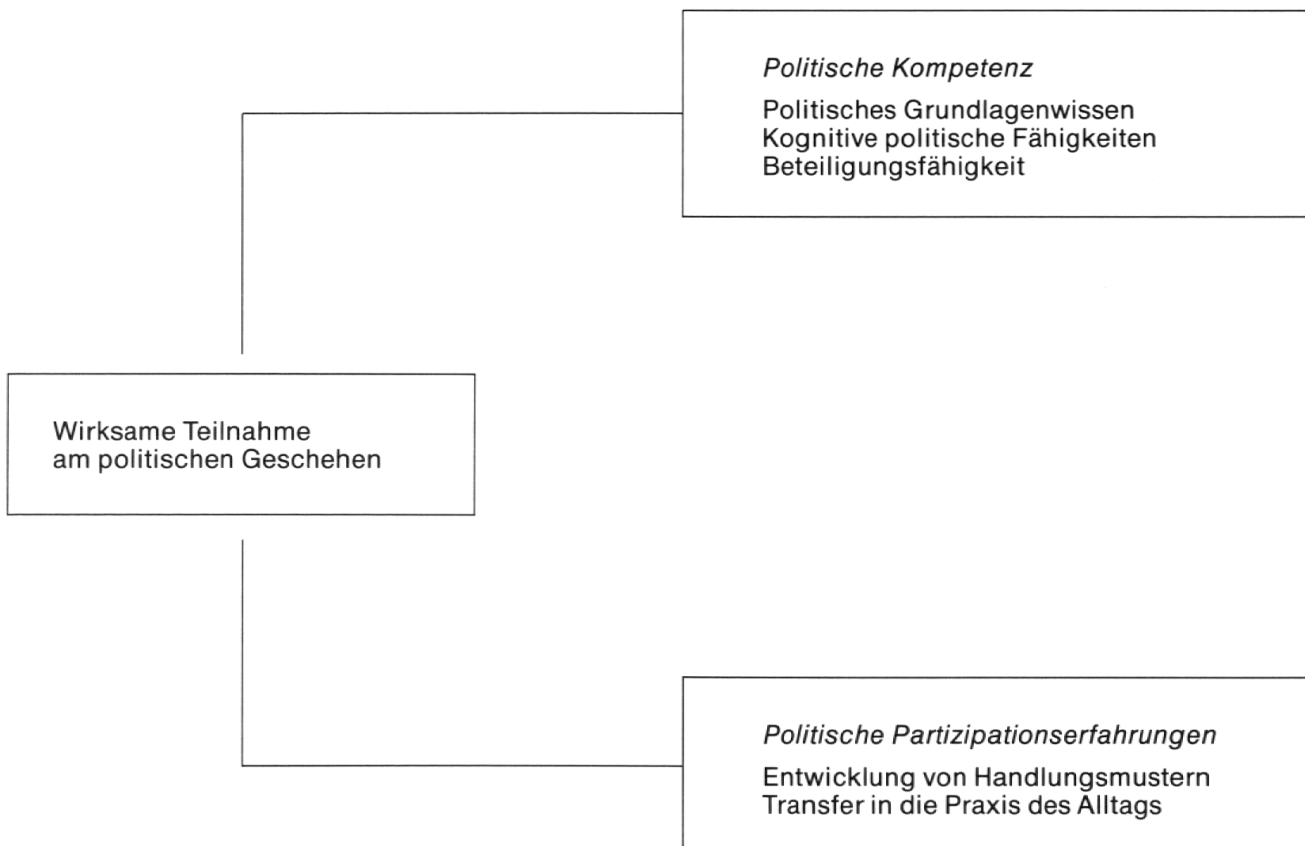 Politische Kompetenz
Politisches Grundlagenwissen
Kognitive politische Fähigkeiten
Beteiligungsfähigkeit
Wirksame Teilnahme
am politischen Geschehen
Politische Partizipationserfahrungen
Entwicklung von Handlungsmustern
Transfer in die Praxis des Alltags